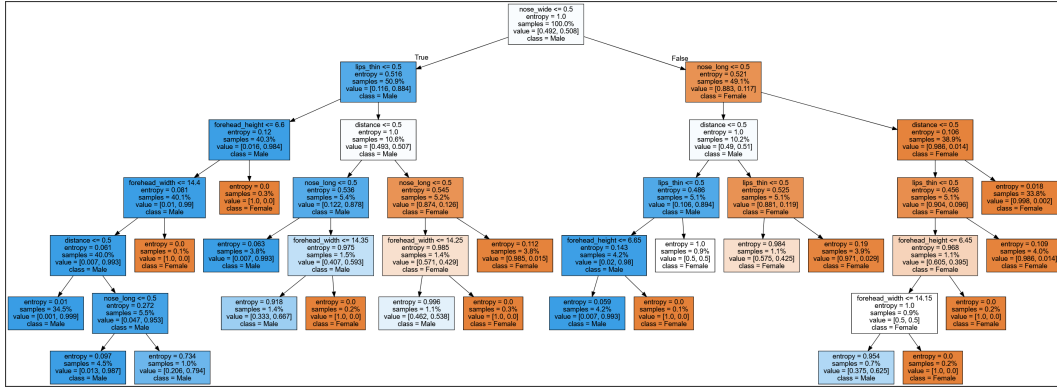 nose_wide <= 0.5
entropy = 1.0
samples = 100.0%
value = [0.492, 0.508]
class = Male
True
False
lips_thin <= 0.5
entropy = 0.516
samples = 50.9%
value = [0.116, 0.884]
class = Male
nose_long <= 0.5
entropy = 0.521
samples = 49.1%
value = [0.883, 0.117]
class = Female
forehead_height <= 6.6
entropy = 0.12
samples = 40.3%
value = [0.016, 0.984]
class = Male
distance <= 0.5
entropy = 1.0
samples = 10.6%
value = [0.493, 0.507]
class = Male
distance <= 0.5
entropy = 1.0
samples = 10.2%
value = [0.49, 0.51]
class = Male
distance <= 0.5
entropy = 0.106
samples = 38.9%
value = [0.986, 0.014]
class = Female
forehead_width <= 14.4
entropy = 0.081
samples = 40.1%
value = [0.01, 0.99]
class = Male
entropy = 0.0
samples = 0.3%
value = [1.0, 0.0]
class = Female
nose_long <= 0.5
entropy = 0.536
samples = 5.4%
value = [0.122, 0.878]
class = Male
nose_long <= 0.5
entropy = 0.545
samples = 5.2%
value = [0.874, 0.126]
class = Female
lips_thin <= 0.5
entropy = 0.486
samples = 5.1%
value = [0.106, 0.894]
class = Male
lips_thin <= 0.5
entropy = 0.525
samples = 5.1%
value = [0.881, 0.119]
class = Female
lips_thin <= 0.5
entropy = 0.456
samples = 5.1%
value = [0.904, 0.096]
class = Female
entropy = 0.018
samples = 33.8%
value = [0.998, 0.002]
class = Female
distance <= 0.5
entropy = 0.061
samples = 40.0%
value = [0.007, 0.993]
class = Male
entropy = 0.0
samples = 0.1%
value = [1.0, 0.0]
class = Female
entropy = 0.063
samples = 3.8%
value = [0.007, 0.993]
class = Male
forehead_width <= 14.35
entropy = 0.975
samples = 1.5%
value = [0.407, 0.593]
class = Male
forehead_width <= 14.25
entropy = 0.985
samples = 1.4%
value = [0.571, 0.429]
class = Female
entropy = 0.112
samples = 3.8%
value = [0.985, 0.015]
class = Female
forehead_height <= 6.85
entropy = 0.143
samples = 4.2%
value = [0.02, 0.98]
class = Male
entropy = 1.0
samples = 0.9%
value = [0.5, 0.5]
class = Female
entropy = 0.984
samples = 1.1%
value = [0.575, 0.425]
class = Female
entropy = 0.19
samples = 3.9%
value = [0.971, 0.029]
class = Female
forehead_height <= 6.45
entropy = 0.968
samples = 1.1%
value = [0.605, 0.395]
class = Female
entropy = 0.109
samples = 4.0%
value = [0.986, 0.014]
class = Female
entropy = 0.01
samples = 34.5%
value = [0.001, 0.999]
class = Male
nose_long <= 0.5
entropy = 0.272
samples = 5.5%
value = [0.047, 0.953]
class = Male
entropy = 0.918
samples = 1.4%
value = [0.333, 0.667]
class = Male
entropy = 0.0
samples = 0.2%
value = [1.0, 0.0]
class = Female
entropy = 0.996
samples = 1.1%
value = [0.462, 0.538]
class = Male
entropy = 0.0
samples = 0.3%
value = [1.0, 0.0]
class = Female
entropy = 0.059
samples = 4.2%
value = [0.007, 0.993]
class = Male
entropy = 0.0
samples = 0.1%
value = [1.0, 0.0]
class = Female
forehead_width <= 14.15
entropy = 1.0
samples = 0.9%
value = [0.5, 0.5]
class = Female
entropy = 0.0
samples = 0.2%
value = [1.0, 0.0]
class = Female
entropy = 0.097
samples = 4.5%
value = [0.013, 0.987]
class = Male
entropy = 0.734
samples = 1.0%
value = [0.206, 0.794]
class = Male
entropy = 0.954
samples = 0.7%
value = [0.375, 0.625]
class = Male
entropy = 0.0
samples = 0.2%
value = [1.0, 0.0]
class = Female